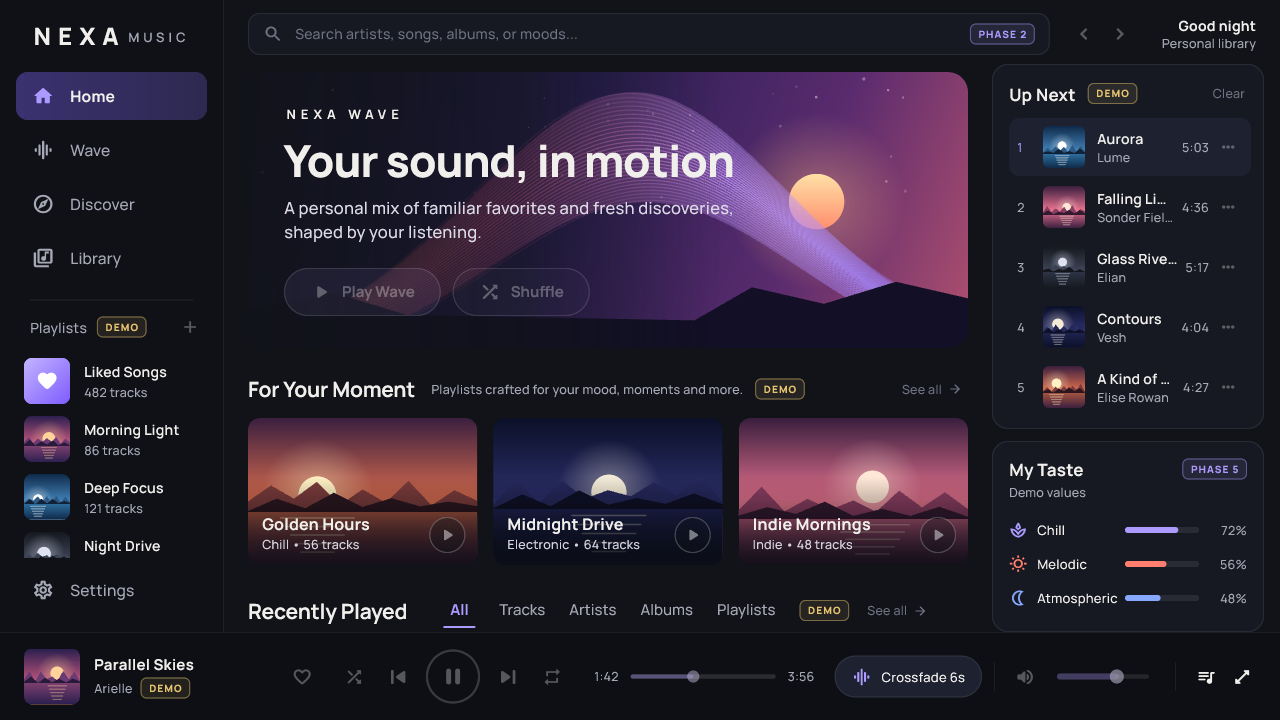 NEXA MUSIC
Home
Wave
Discover
Library
Playlists DEMO
Liked Songs
482 tracks
Morning Light
86 tracks
Deep Focus
121 tracks
Night Drive
Settings
Search artists, songs, albums, or moods...
PHASE 2
Good night
Personal library
NEXA WAVE
Your sound, in motion
A personal mix of familiar favorites and fresh discoveries,
shaped by your listening.
Play Wave
Shuffle
For Your Moment Playlists crafted for your mood, moments and more. DEMO See all
Golden Hours
Chill • 56 tracks
Midnight Drive
Electronic • 64 tracks
Indie Mornings
Indie • 48 tracks
Recently Played All Tracks Artists Albums Playlists DEMO See all
Up Next DEMO Clear
1 Aurora 5:03
Lume
2 Falling Li... 4:36
Sonder Fiel...
3 Glass Rive... 5:17
Elian
4 Contours 4:04
Vesh
5 A Kind of ... 4:27
Elise Rowan
My Taste PHASE 5
Demo values
Chill 72%
Melodic 56%
Atmospheric 48%
Parallel Skies
Arielle DEMO
1:42 3:56
Crossfade 6s